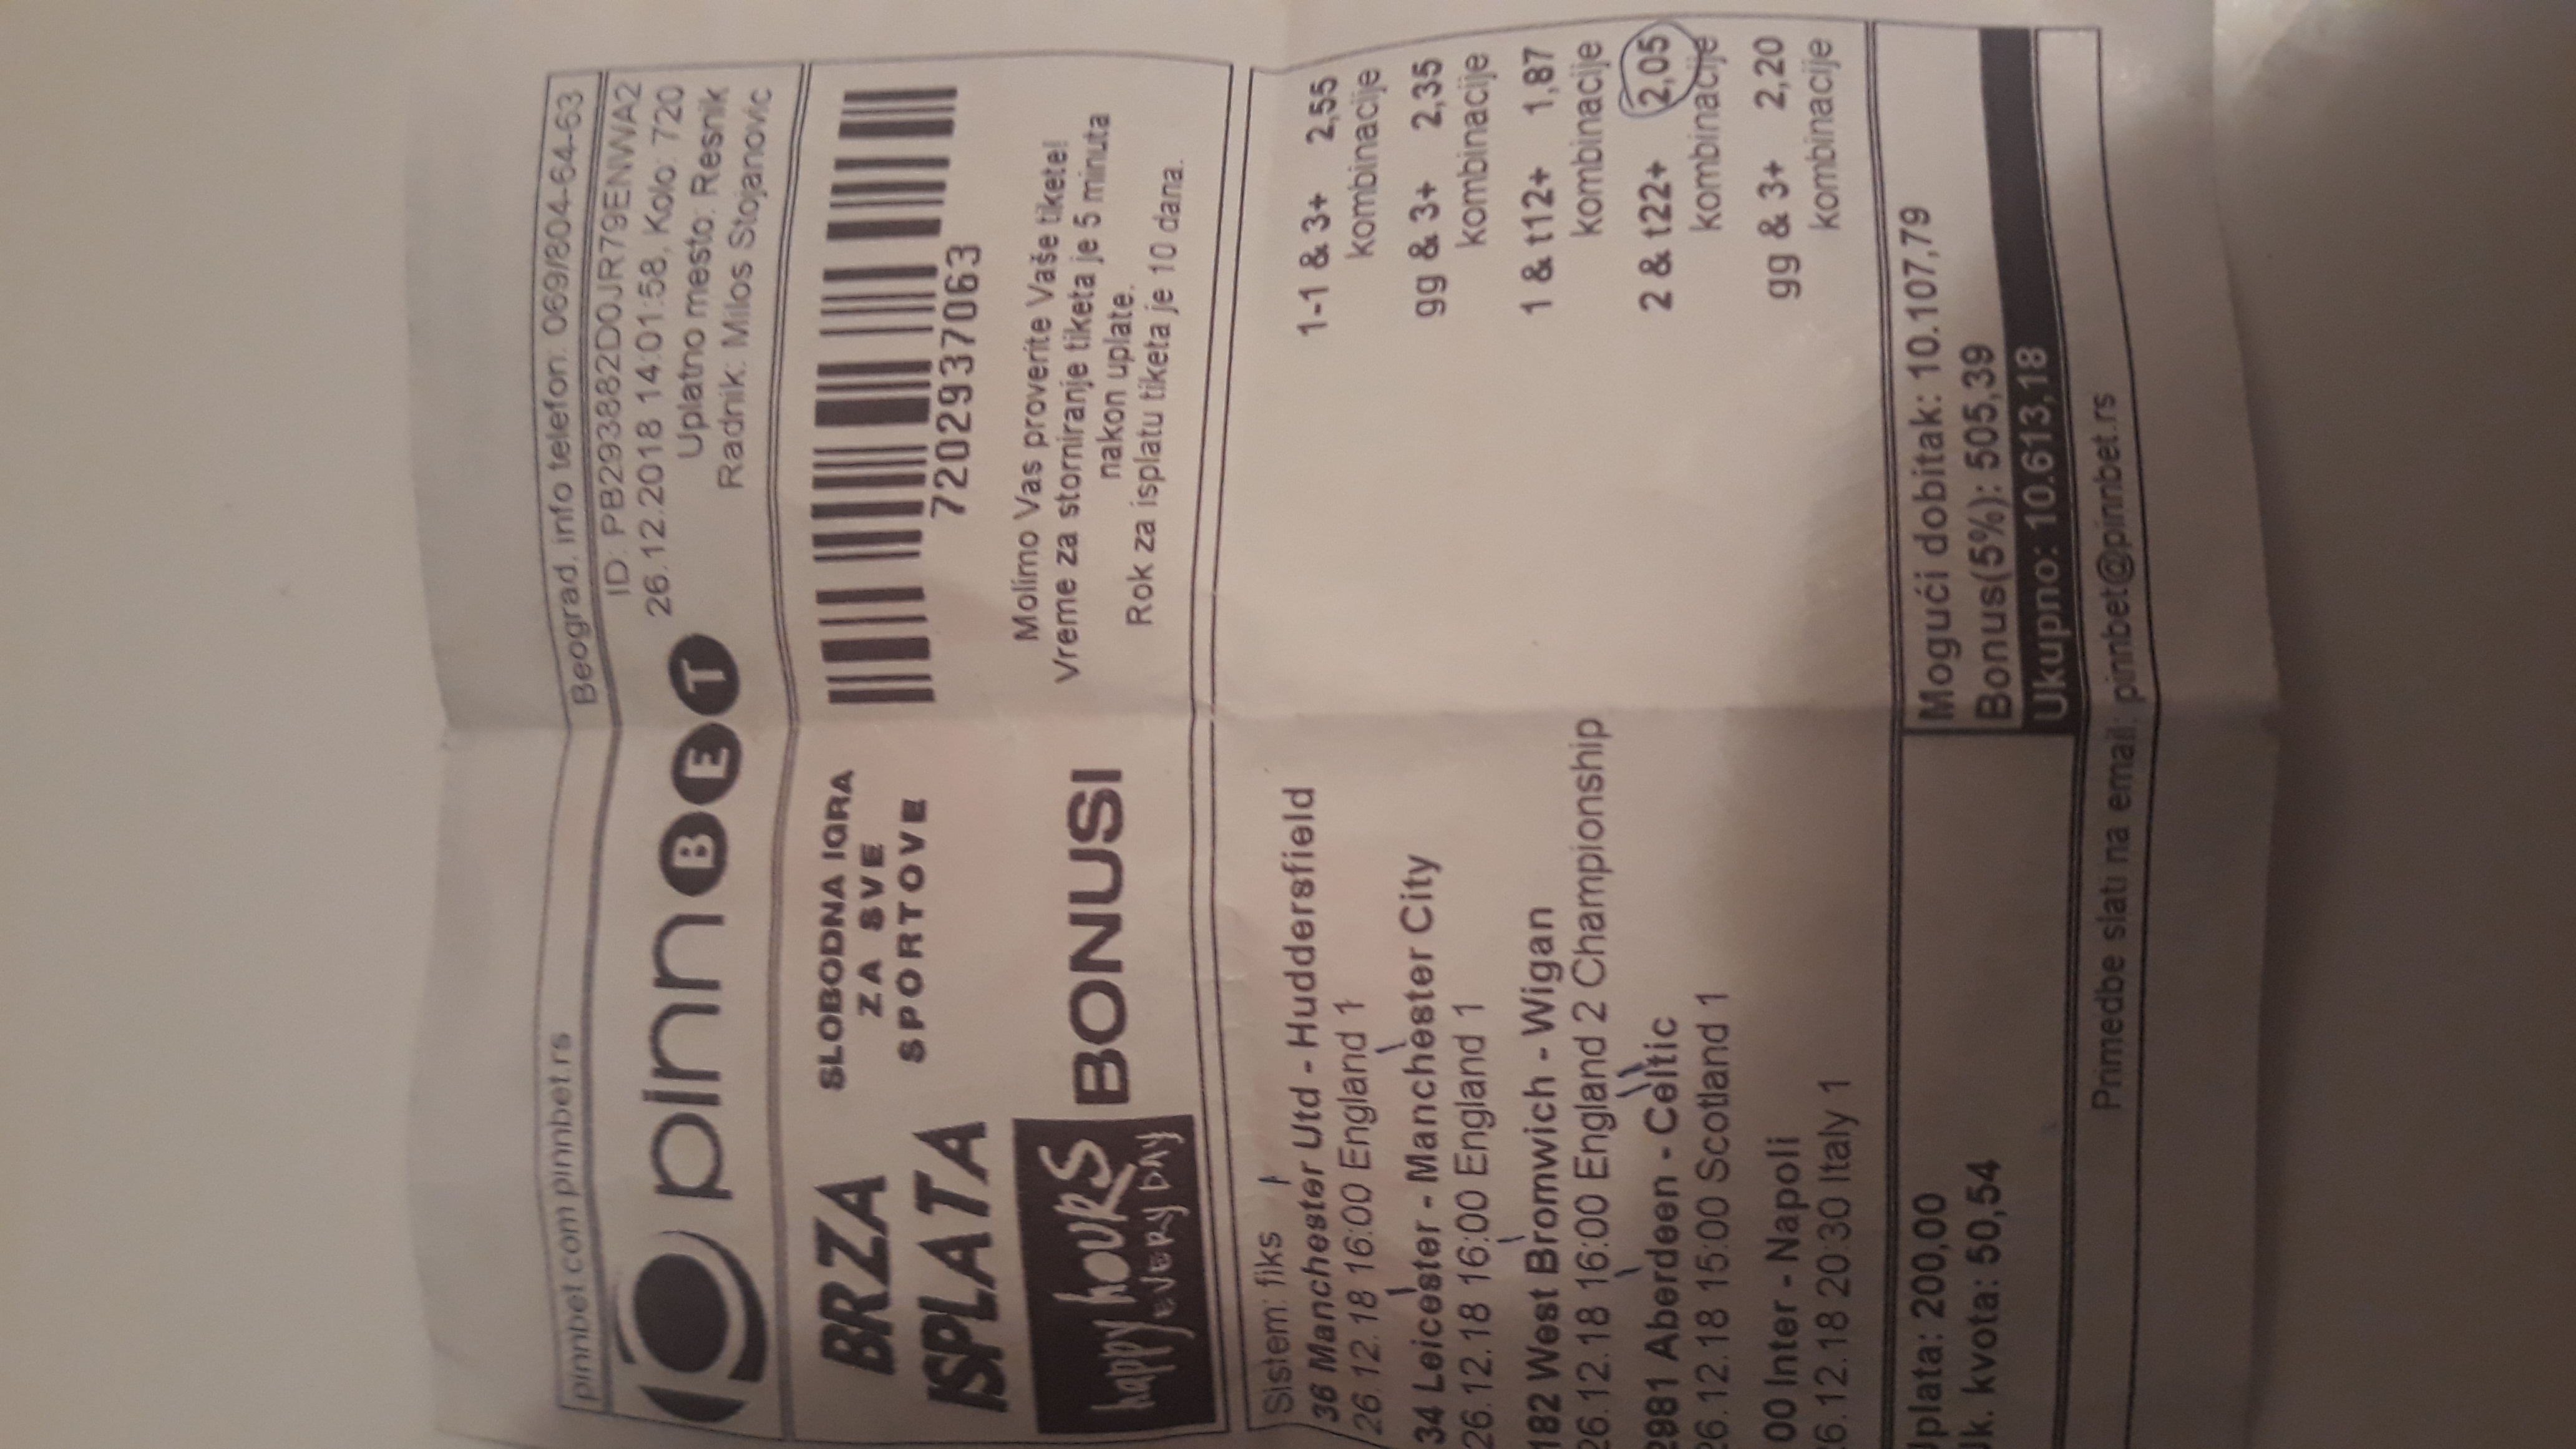 pinnbet.com pinnbet.rs Beograd, info telefon: 069/804-64-63
pinn BET
ID: PB293882D0JR79ENWA2
26.12.2018 14:01:58, Kolo: 720
Uplatno mesto: Resnik
Radnik: Milos Stojanovic
BRZA
ISPLATA
SLOBODNA IGRA
ZA SVE
SPORTOVE
7202937063
happy hours
EVERY DAY
BONUSI
Molimo Vas proverite Vaše tikete!
Vreme za storniranje tiketa je 5 minuta
nakon uplate.
Rok za isplatu tiketa je 10 dana.
Sistem: fiks
36 Manchester Utd - Huddersfield 1-1 & 3+ 2,55
26.12.18 16:00 England 1 kombinacije
34 Leicester - Manchester City gg & 3+ 2,35
26.12.18 16:00 England 1 kombinacije
182 West Bromwich - Wigan 1 & t12+ 1,87
26.12.18 16:00 England 2 Championship kombinacije
2981 Aberdeen - Celtic 2 & t22+ 2,05
26.12.18 15:00 Scotland 1 kombinacije
00 Inter - Napoli gg & 3+ 2,20
26.12.18 20:30 Italy 1 kombinacije
Uplata: 200,00 Mogući dobitak: 10.107,79
Uk. kvota: 50,54 Bonus(5%): 505,39
Ukupno: 10.613,18
Primedbe slati na email: pinnbet@pinnbet.rs